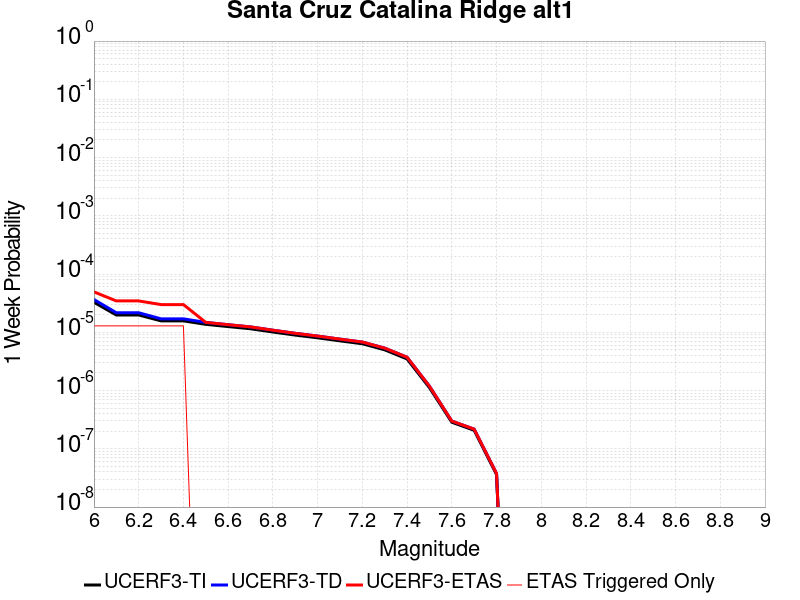 Santa Cruz Catalina Ridge alt1
10^0
10^-1
10^-2
10^-3
10^-4
10^-5
10^-6
10^-7
10^-8
1 Week Probability
6 6.2 6.4 6.6 6.8 7 7.2 7.4 7.6 7.8 8 8.2 8.4 8.6 8.8 9
Magnitude
UCERF3-TI UCERF3-TD UCERF3-ETAS ETAS Triggered Only